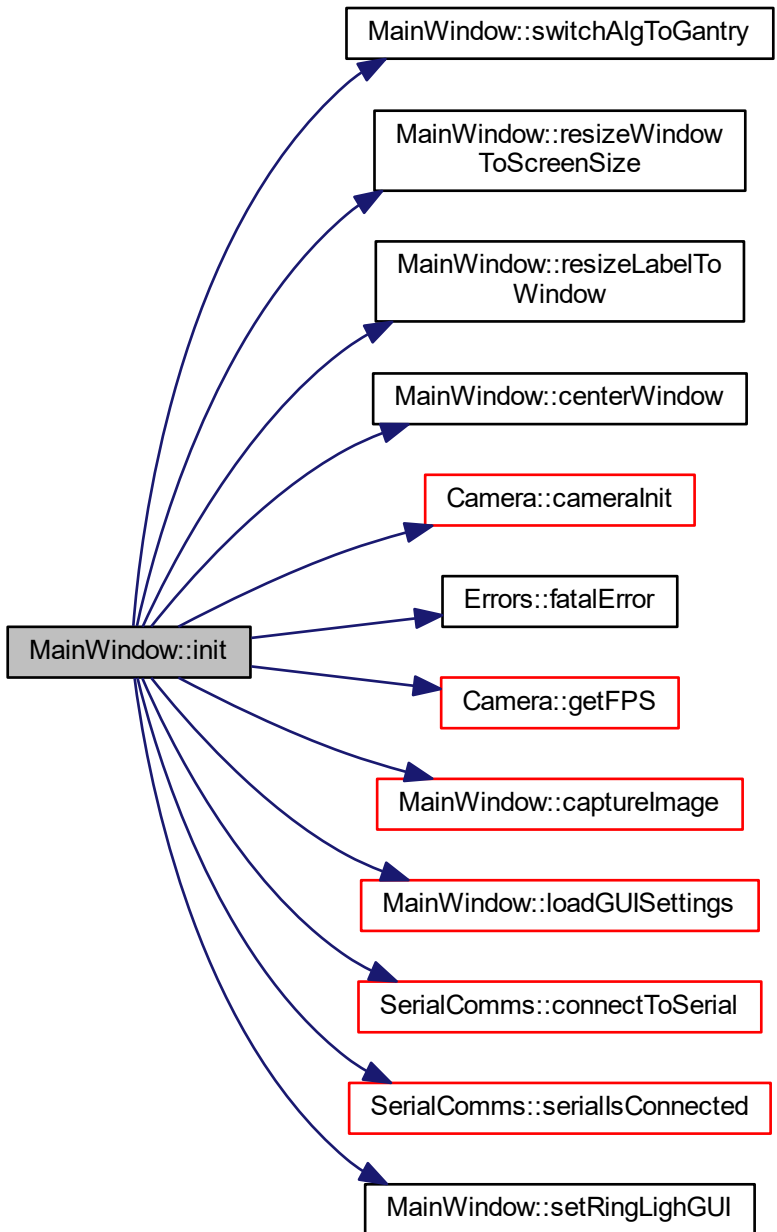 MainWindow::switchAlgToGantry
MainWindow::resizeWindow
ToScreenSize
MainWindow::resizeLabelTo
Window
MainWindow::centerWindow
Camera::cameraInit
Errors::fatalError
MainWindow::init
Camera::getFPS
MainWindow::captureImage
MainWindow::loadGUISettings
SerialComms::connectToSerial
SerialComms::serialIsConnected
MainWindow::setRingLighGUI